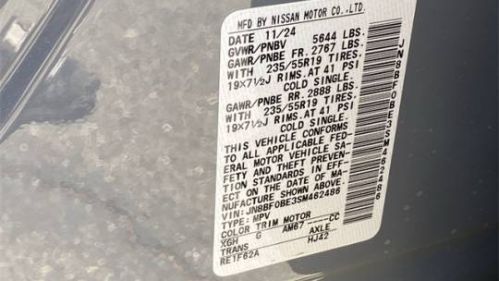 MFD BY NISSAN MOTOR CO.,LTD.
DATE 11/24
GVWR/PNBV 5644 LBS.
GAWR/PNBE FR. 2767 LBS.
WITH 235/55R19 TIRES.
19X7½J RIMS.AT 41 PSI
COLD SINGLE.
GAWR/PNBE RR. 2888 LBS.
WITH 235/55R19 TIRES.
19X7½J RIMS.AT 41 PSI
COLD SINGLE.
THIS VEHICLE CONFORMS
TO ALL APPLICABLE FED-
ERAL MOTOR VEHICLE SA-
FETY AND THEFT PREVEN-
TION STANDARDS IN EFF-
ECT ON THE DATE OF MA-
NUFACTURE SHOWN ABOVE.
VIN:JN8BF0BE3SM462486
TYPE: MPV
COLOR TRIM MOTOR ----CC
XGH G AM67 AXLE
RE1F62A HJ42
JN8BF0BE3SM462486